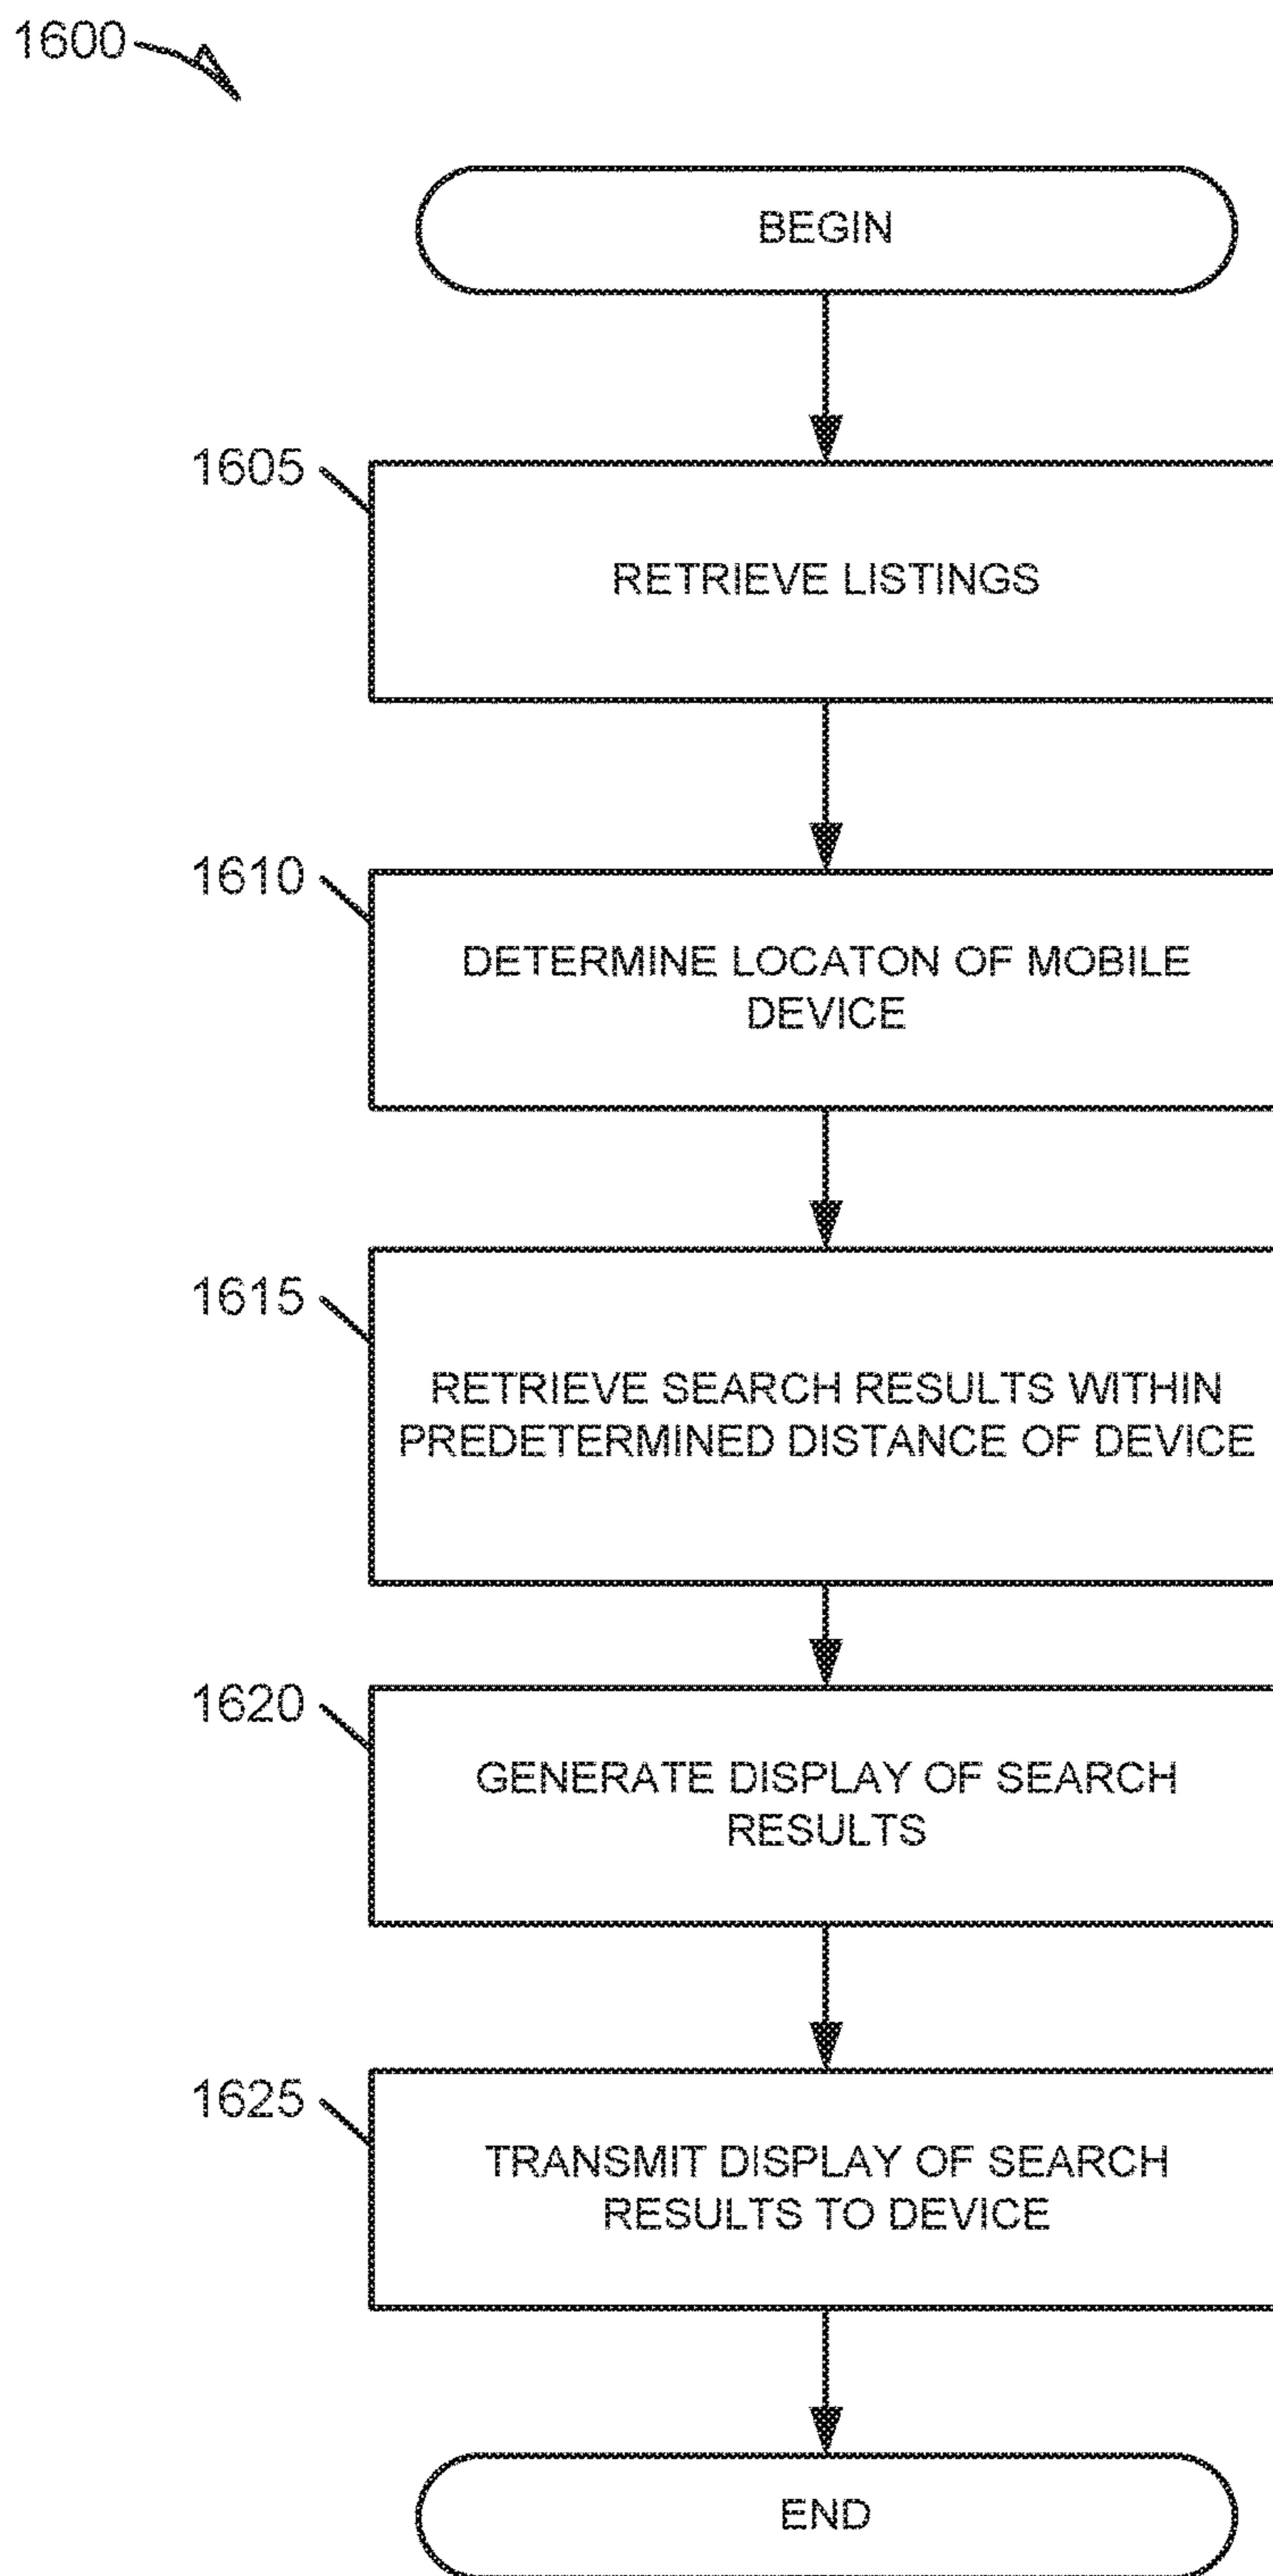 1600
BEGIN
1605
RETRIEVE LISTINGS
1610
DETERMINE LOCATON OF MOBILE
DEVICE
1615
RETRIEVE SEARCH RESULTS WITHIN
PREDETERMINED DISTANCE OF DEVICE
1620
GENERATE DISPLAY OF SEARCH
RESULTS
1625
TRANSMIT DISPLAY OF SEARCH
RESULTS TO DEVICE
END